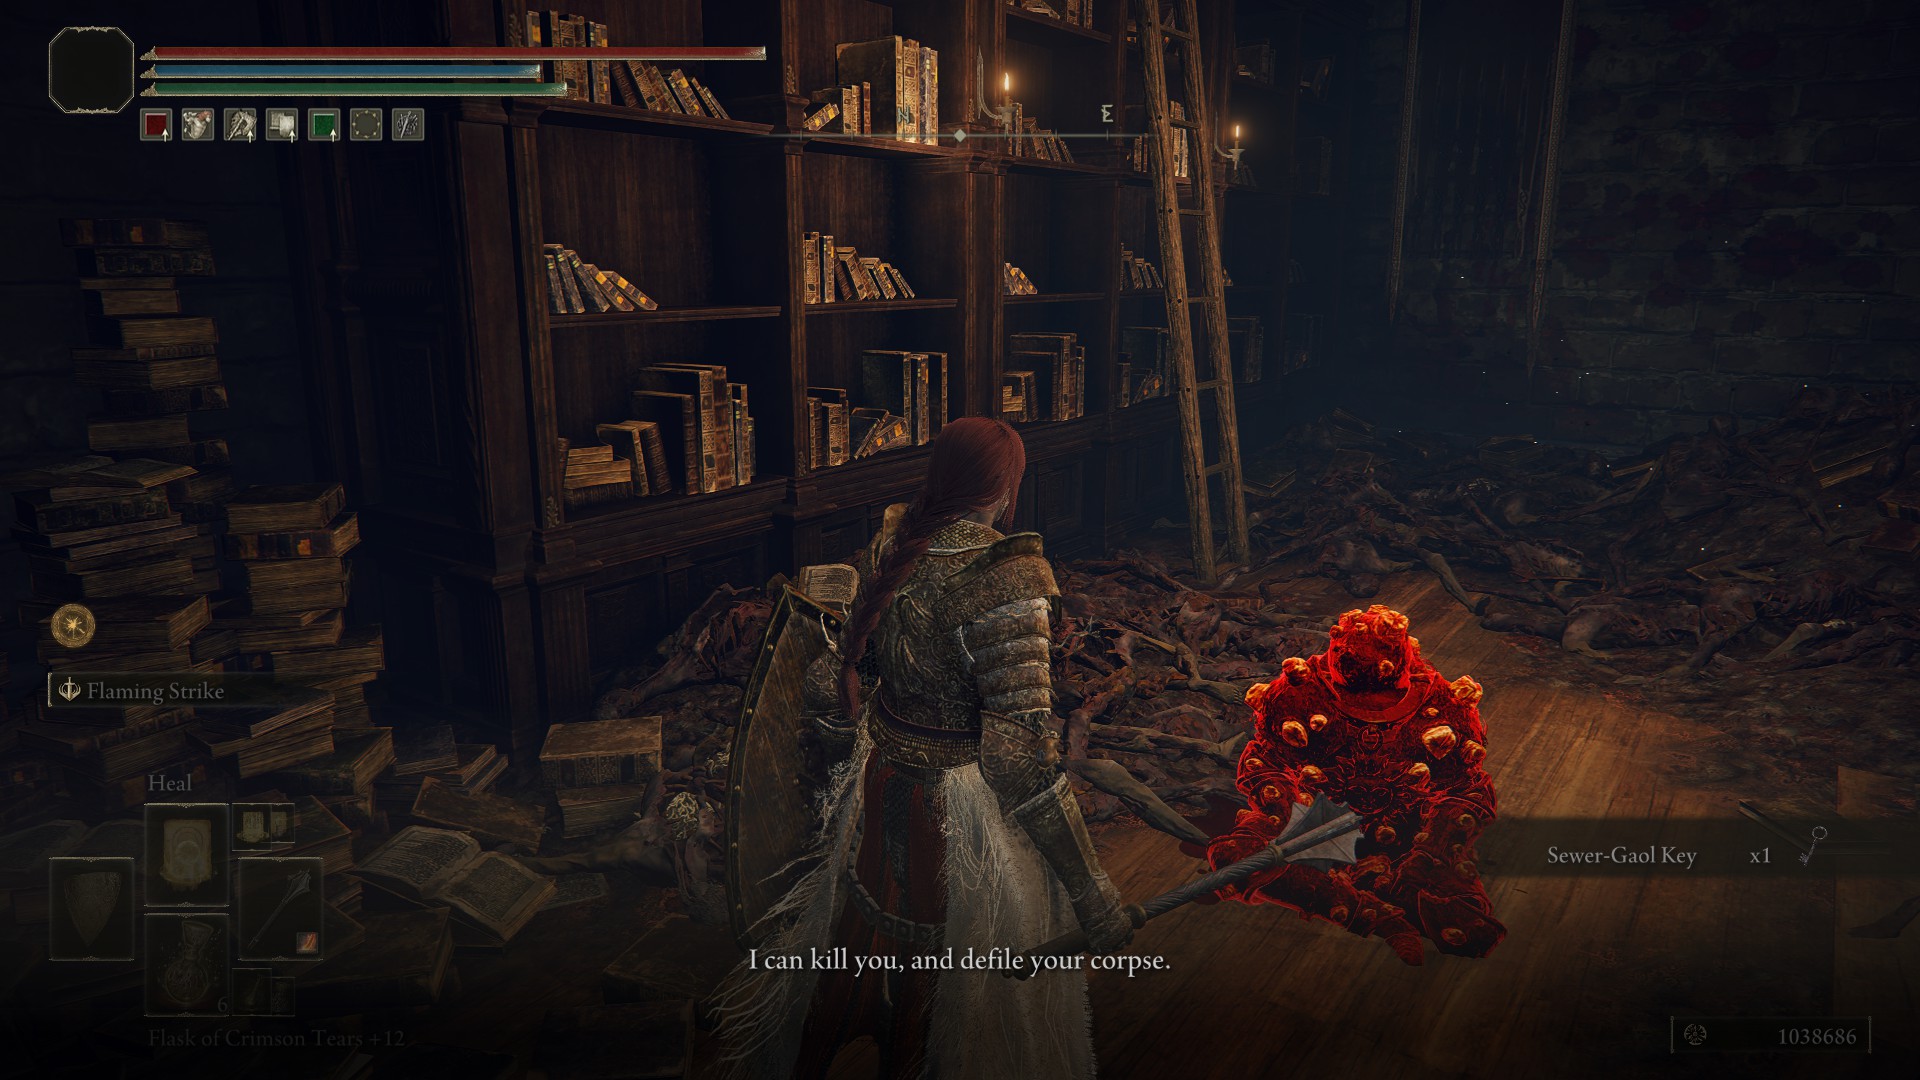 N
E
Flaming Strike
Heal
Sewer-Gaol Key x1
I can kill you, and defile your corpse.
6
Flask of Crimson Tears +12
1038686